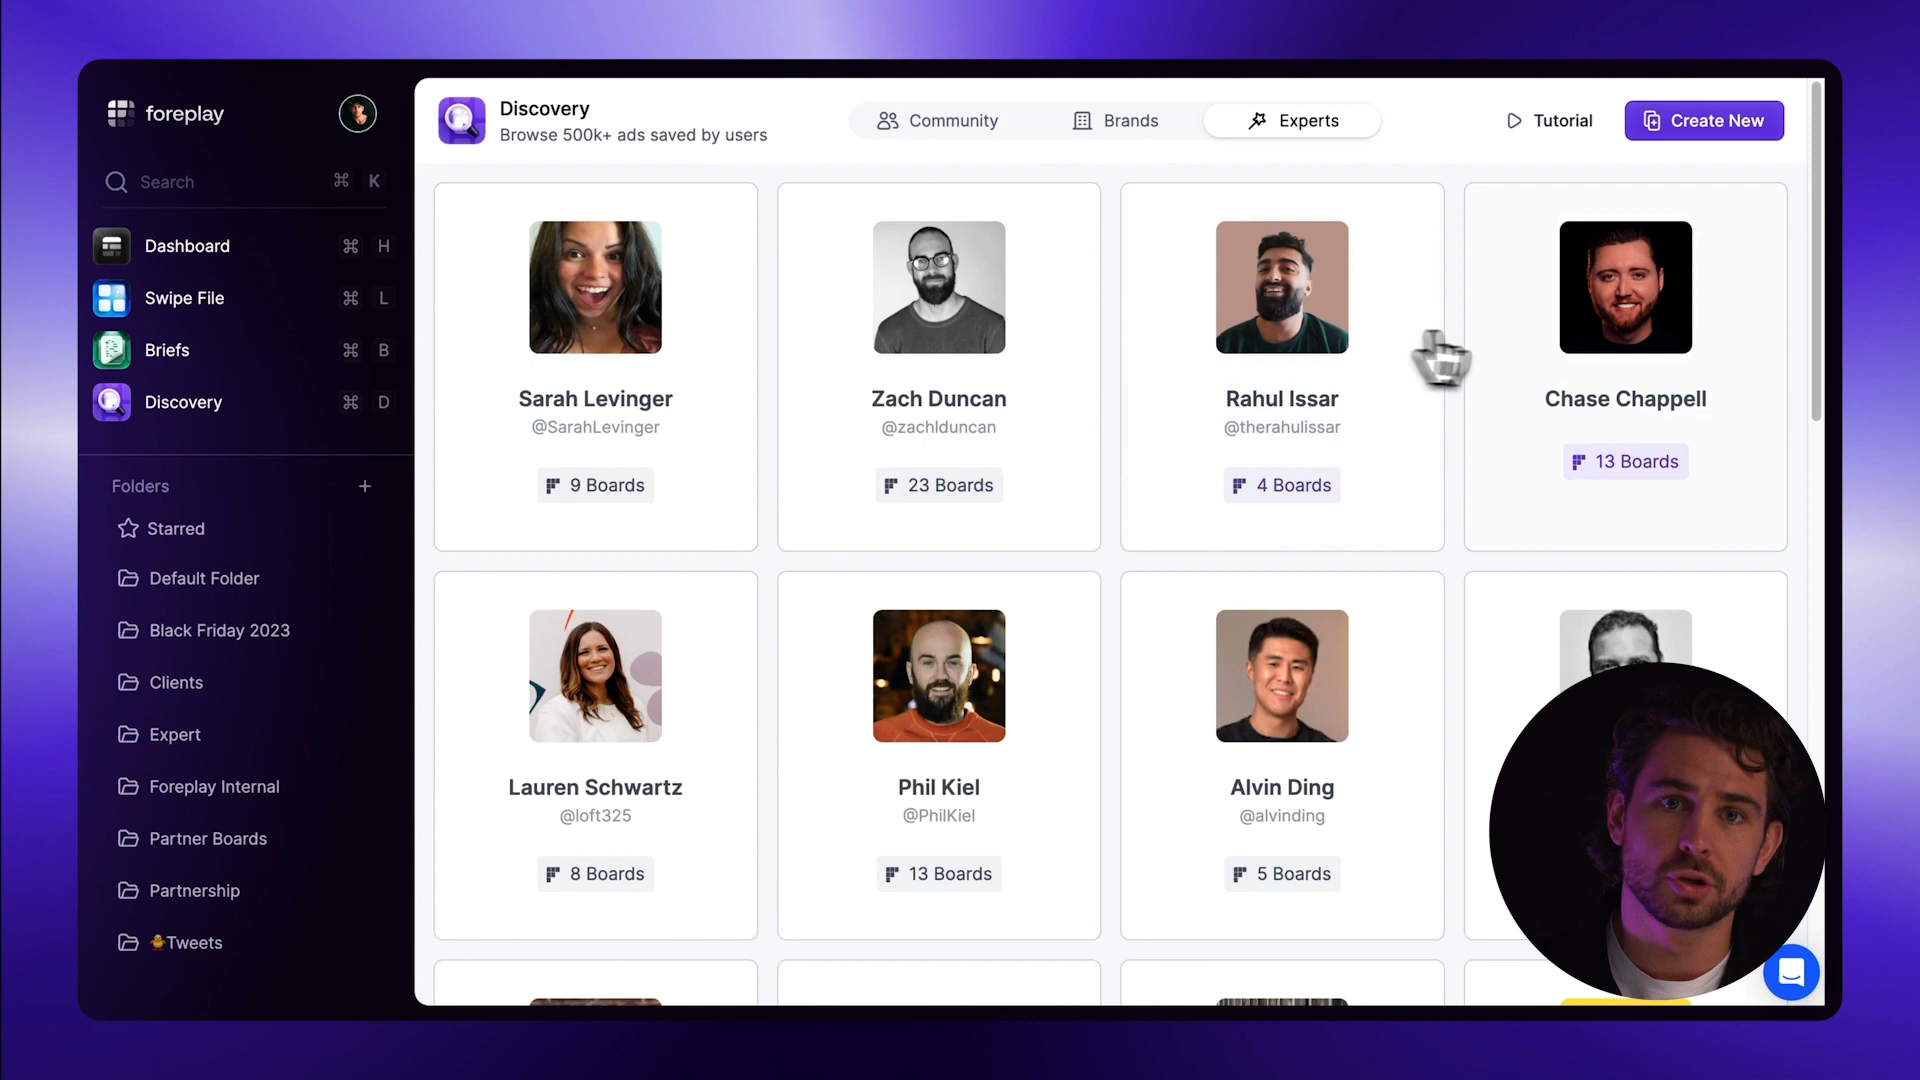 foreplay
Search ⌘ K
Dashboard ⌘ H
Swipe File ⌘ L
Briefs ⌘ B
Discovery ⌘ D
Folders +
Starred
Default Folder
Black Friday 2023
Clients
Expert
Foreplay Internal
Partner Boards
Partnership
Tweets
Discovery
Browse 500k+ ads saved by users
Community
Brands
Experts
Tutorial
Create New
Sarah Levinger
@SarahLevinger
9 Boards
Zach Duncan
@zachlduncan
23 Boards
Rahul Issar
@therahulissar
4 Boards
Chase Chappell
13 Boards
Lauren Schwartz
@loft325
8 Boards
Phil Kiel
@PhilKiel
13 Boards
Alvin Ding
@alvinding
5 Boards